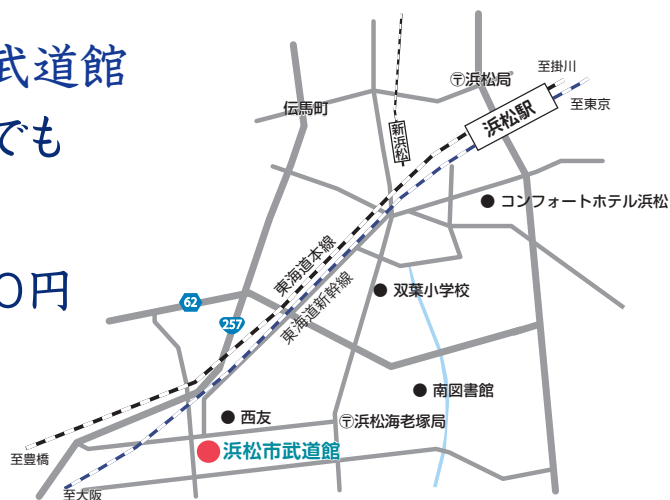 武道館
でも
〇円
伝馬町
〒浜松局
至掛川
至東京
浜松駅
新浜松
コンフォートホテル浜松
東海道本線
東海道新幹線
双葉小学校
62
257
南図書館
西友
〒浜松海老塚局
浜松市武道館
至豊橋
至大阪